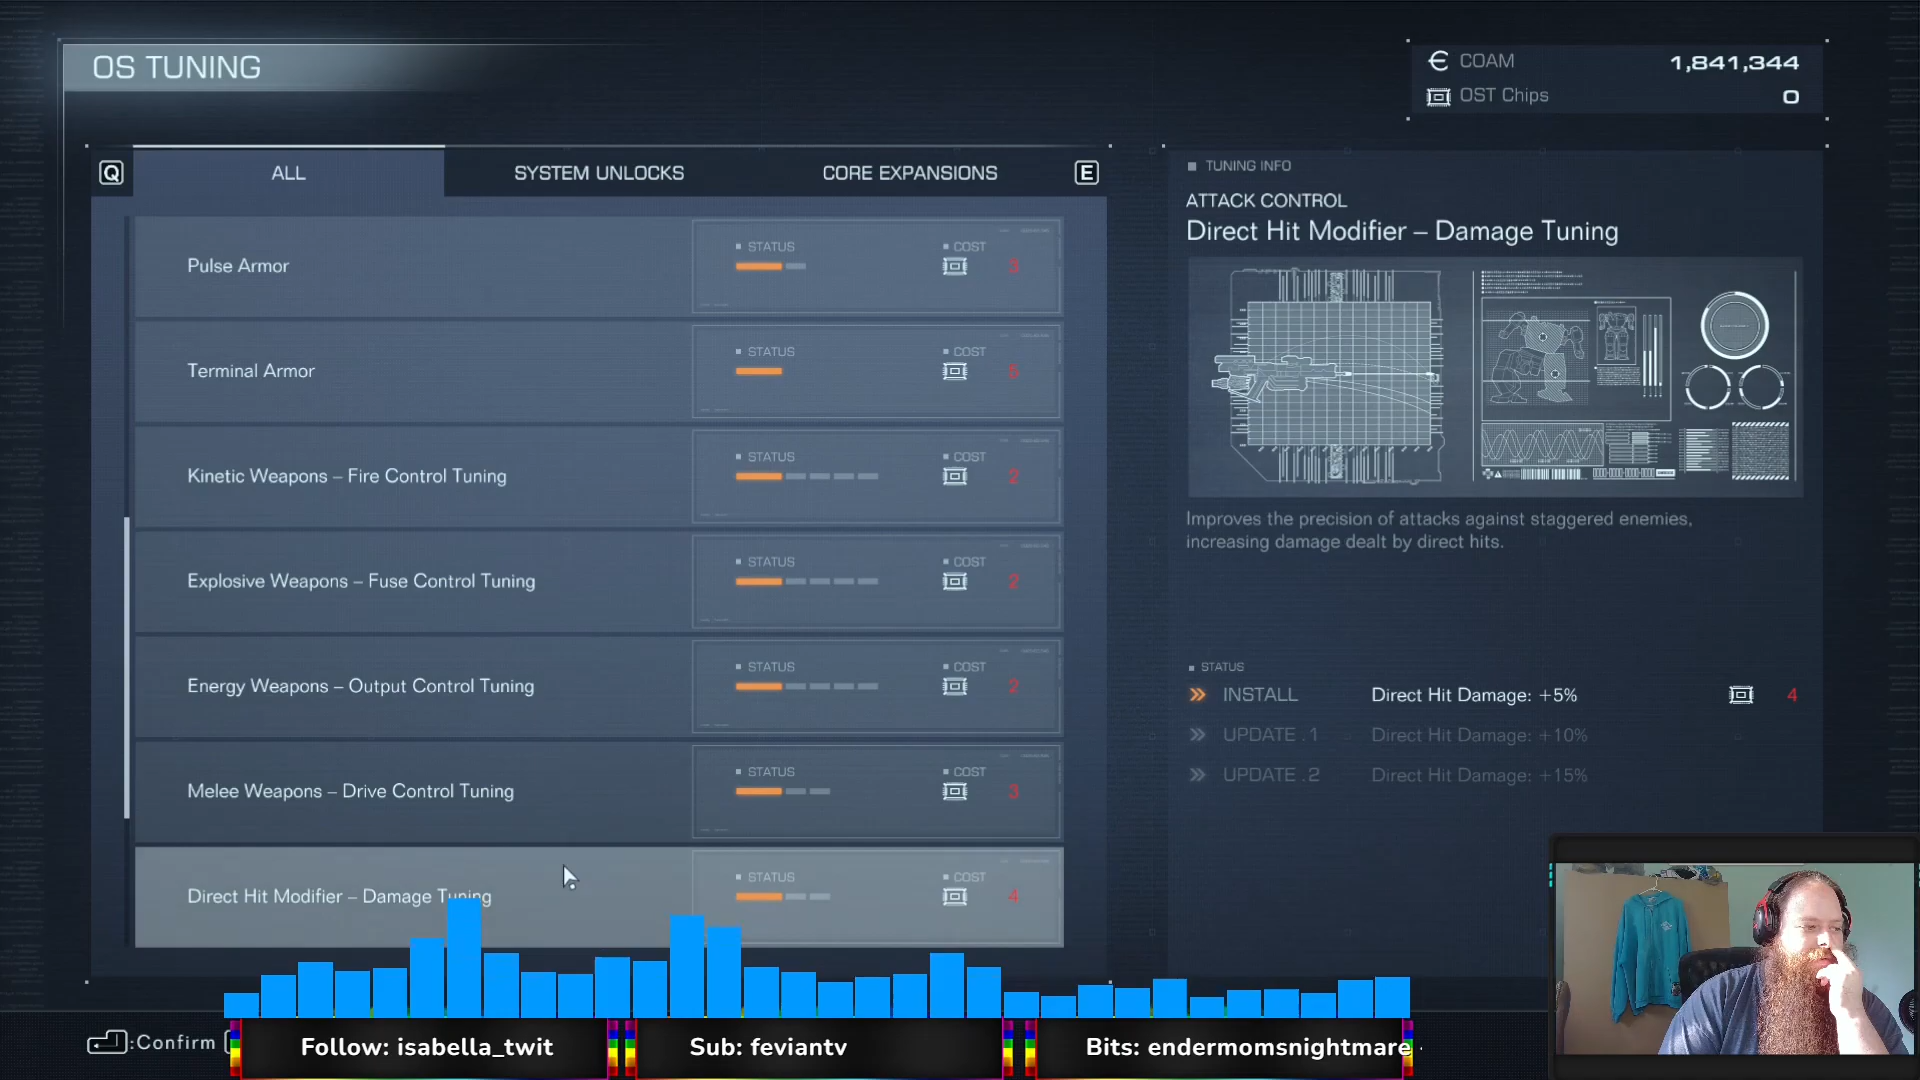 OS TUNING
COAM 1,841,344
OST Chips 0
Q ALL SYSTEM UNLOCKS CORE EXPANSIONS E
Pulse Armor
STATUS COST
3
Terminal Armor
STATUS COST
5
Kinetic Weapons – Fire Control Tuning
STATUS COST
2
Explosive Weapons – Fuse Control Tuning
STATUS COST
2
Energy Weapons – Output Control Tuning
STATUS COST
2
Melee Weapons – Drive Control Tuning
STATUS COST
3
Direct Hit Modifier – Damage Tuning
STATUS COST
4
TUNING INFO
ATTACK CONTROL
Direct Hit Modifier – Damage Tuning
Improves the precision of attacks against staggered enemies,
increasing damage dealt by direct hits.
STATUS
INSTALL Direct Hit Damage: +5% 4
UPDATE .1 Direct Hit Damage: +10%
UPDATE .2 Direct Hit Damage: +15%
:Confirm
Follow: isabella_twit
Sub: feviantv
Bits: endermomsnightmare